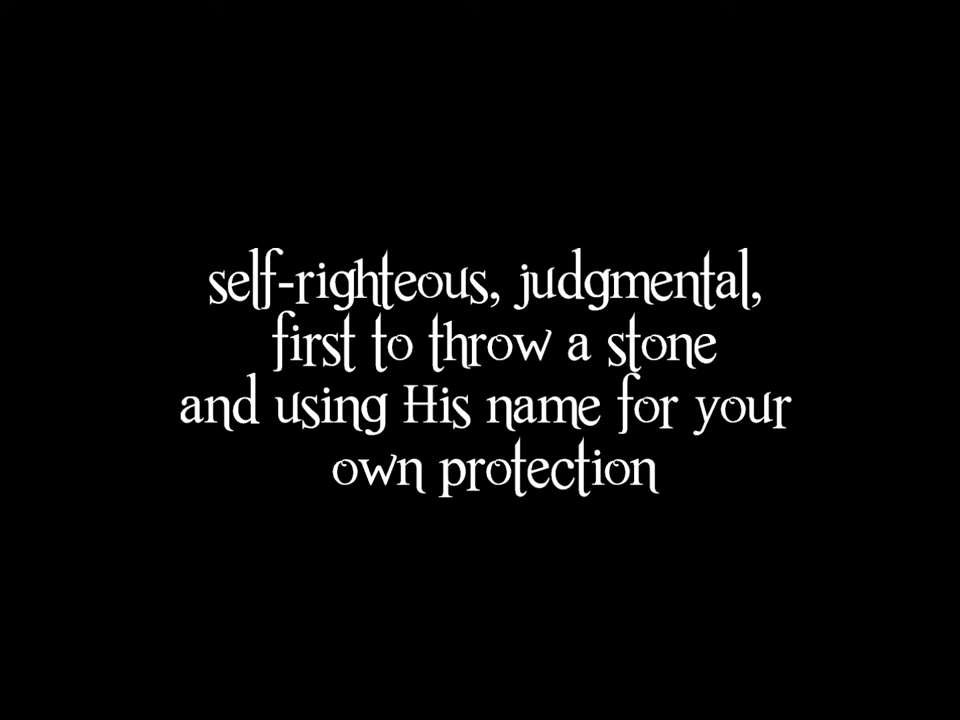 self-righteous, judgmental,
first to throw a stone
and using His name for your
own protection